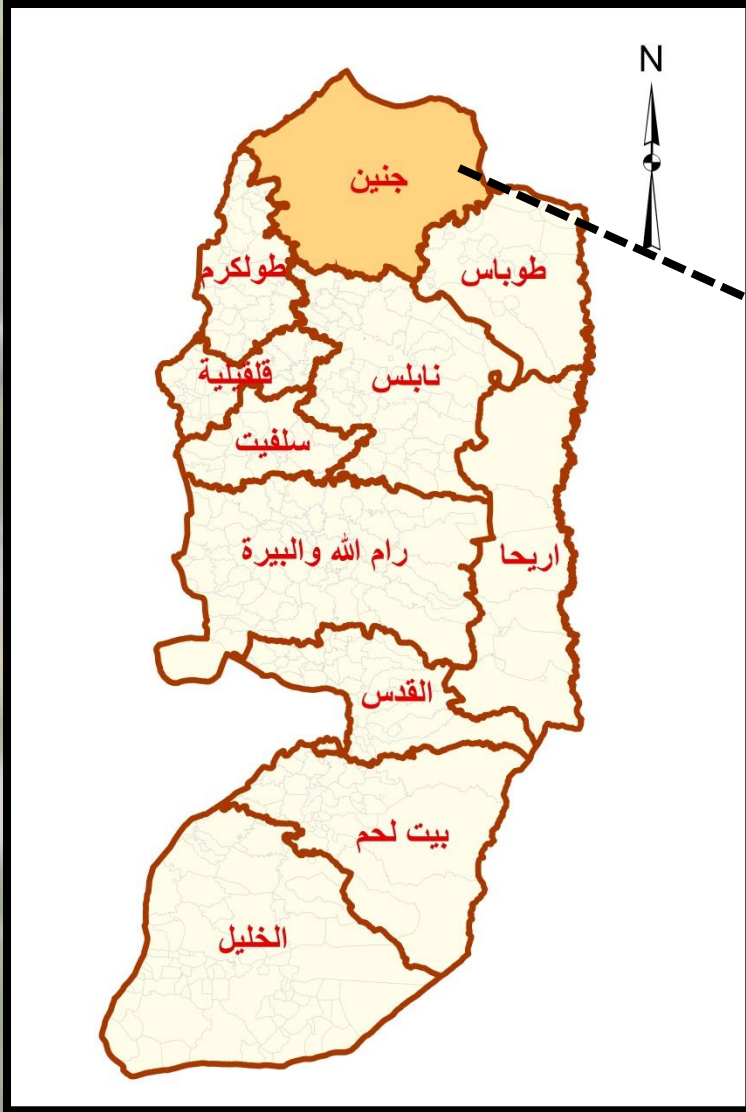 N
جنين
طولكرم
طوباس
قلقيلية
نابلس
سلفيت
رام الله والبيرة
اريحا
القدس
بيت لحم
الخليل